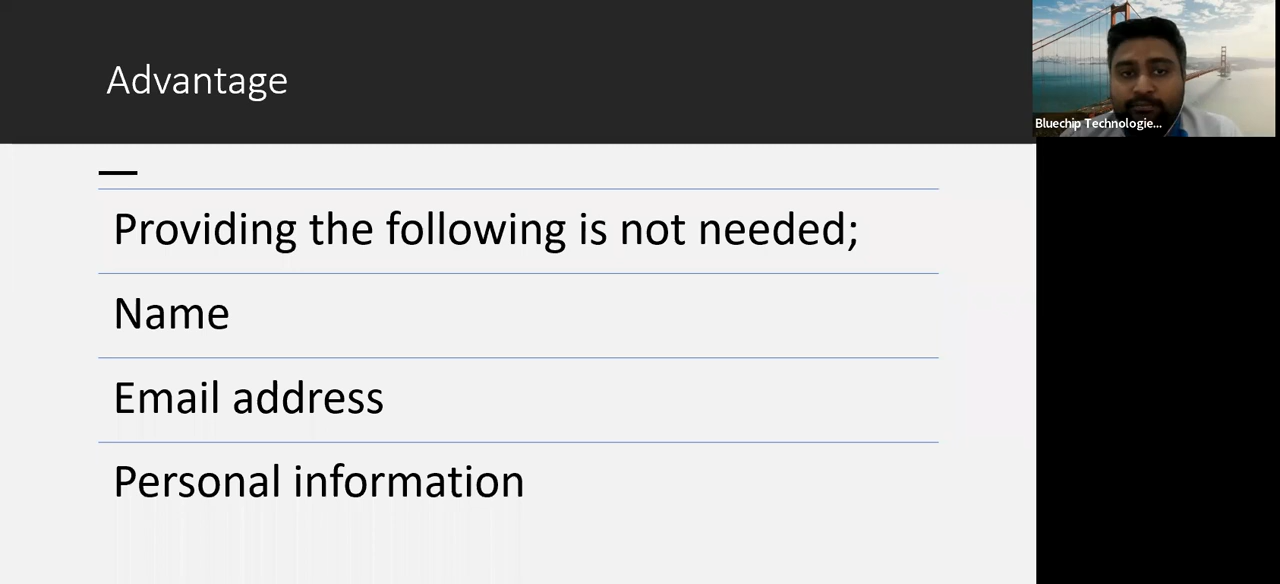 Advantage
Bluechip Technologie...
Providing the following is not needed;
Name
Email address
Personal information